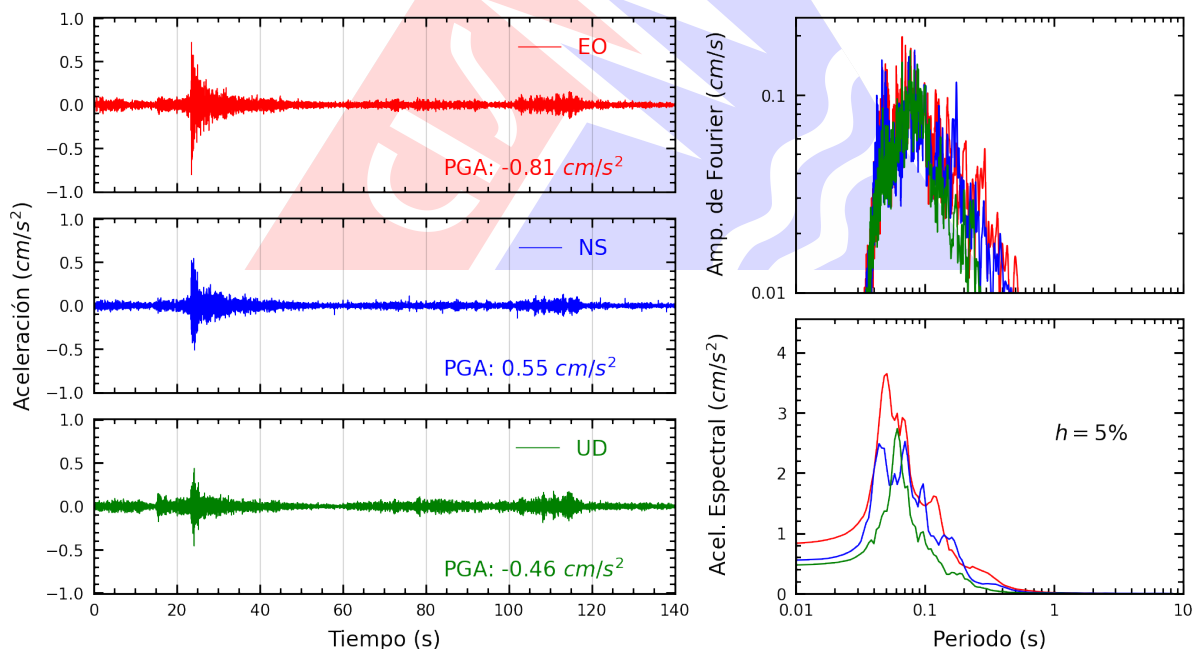 Aceleración (cm/s²)
1.0
0.5
0.0
−0.5
−1.0
EO
PGA: -0.81 cm/s²
1.0
0.5
0.0
−0.5
−1.0
NS
PGA: 0.55 cm/s²
1.0
0.5
0.0
−0.5
−1.0
UD
PGA: -0.46 cm/s²
0 20 40 60 80 100 120 140
Tiempo (s)
Amp. de Fourier (cm/s)
0.1
0.01
Acel. Espectral (cm/s²)
4
3
2
1
0
h = 5%
0.01 0.1 1 10
Periodo (s)